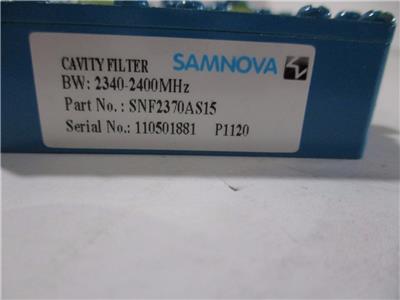 CAVITY FILTER SAMNOVA
BW: 2340-2400MHz
Part No.: SNF2370AS15
Serial No.: 110501881 P1120